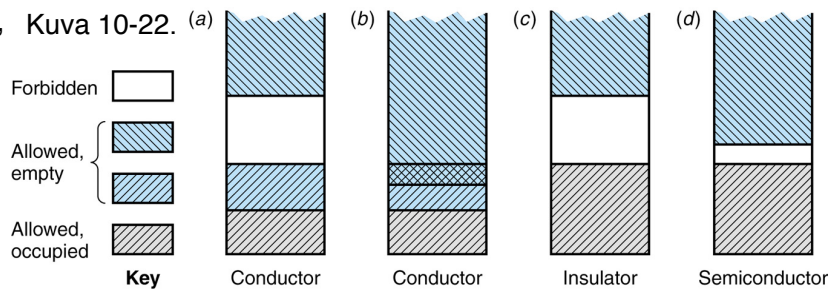 , Kuva 10-22.
(a)
(b)
(c)
(d)
Forbidden
Allowed,
empty
Allowed,
occupied
Key
Conductor
Conductor
Insulator
Semiconductor